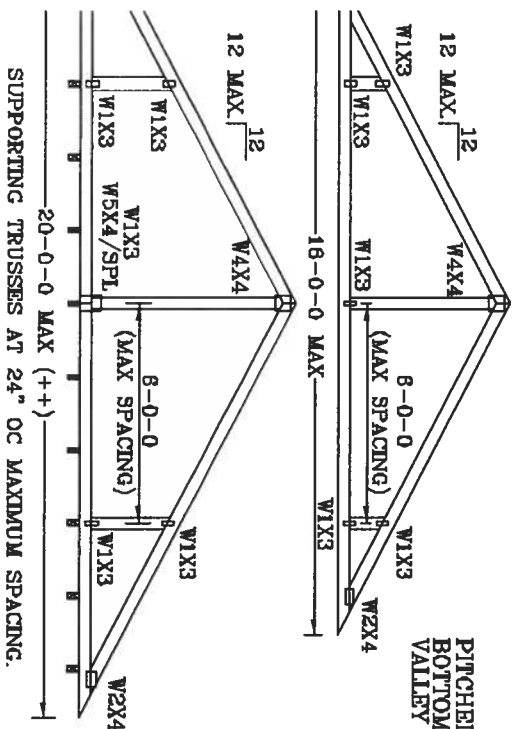 12
12 MAX.
W1X3
W1X3
W1X3
W4X4
6-0-0
(MAX SPACING)
W1X3
W1X3
W2X4
16-0-0 MAX
PITCHE
BOTTOM
VALLEY
12
12 MAX.
W1X3
W1X3
W4X4
W1X3
W5X4/SPL
6-0-0
(MAX SPACING)
W1X3
W1X3
W2X4
20-0-0 MAX (++)
SUPPORTING TRUSSES AT 24" OC MAXIMUM SPACING.